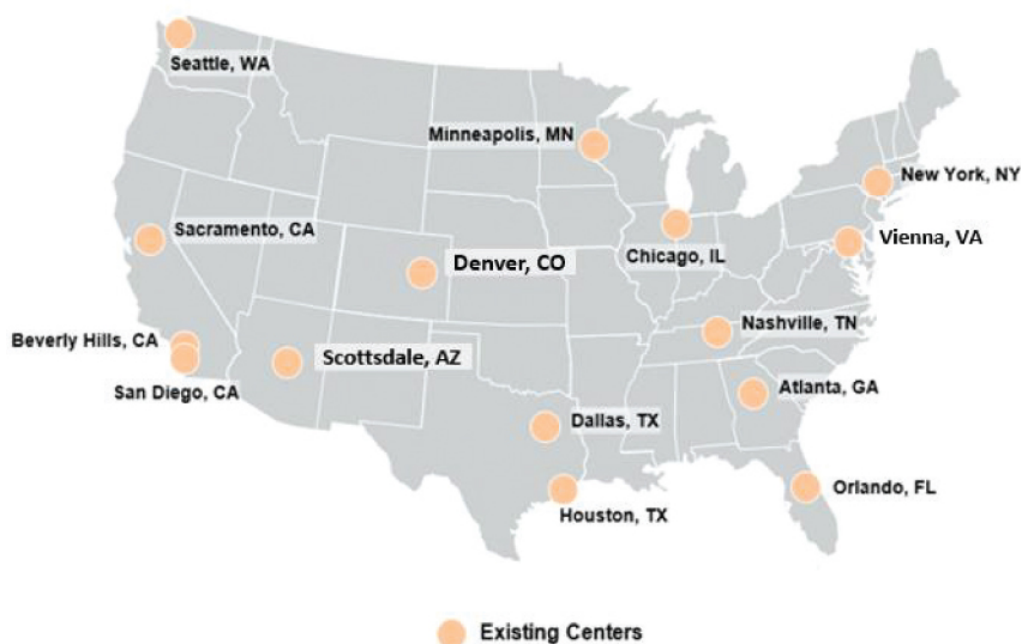 Seattle, WA
Minneapolis, MN
New York, NY
Sacramento, CA
Vienna, VA
Chicago, IL
Denver, CO
Nashville, TN
Beverly Hills, CA
Scottsdale, AZ
San Diego, CA
Atlanta, GA
Dallas, TX
Orlando, FL
Houston, TX
Existing Centers